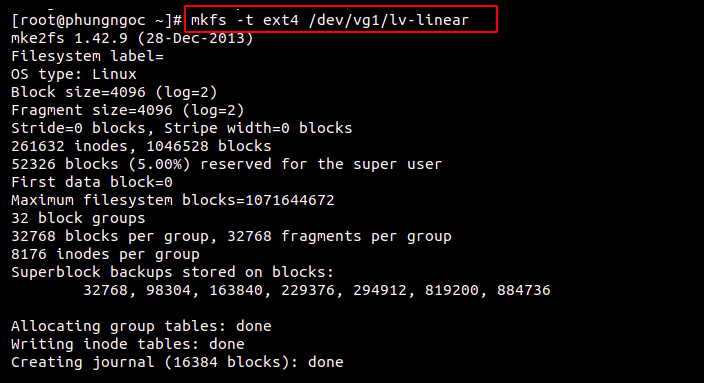 [root@phungngoc ~]# mkfs -t ext4 /dev/vg1/lv-linear
mke2fs 1.42.9 (28-Dec-2013)
Filesystem label=
OS type: Linux
Block size=4096 (log=2)
Fragment size=4096 (log=2)
Stride=0 blocks, Stripe width=0 blocks
261632 inodes, 1046528 blocks
52326 blocks (5.00%) reserved for the super user
First data block=0
Maximum filesystem blocks=1071644672
32 block groups
32768 blocks per group, 32768 fragments per group
8176 inodes per group
Superblock backups stored on blocks:
32768, 98304, 163840, 229376, 294912, 819200, 884736
Allocating group tables: done
Writing inode tables: done
Creating journal (16384 blocks): done